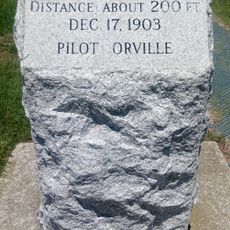 DISTANCE: ABOUT 200 FT.
DEC. 17, 1903
PILOT: ORVILLE